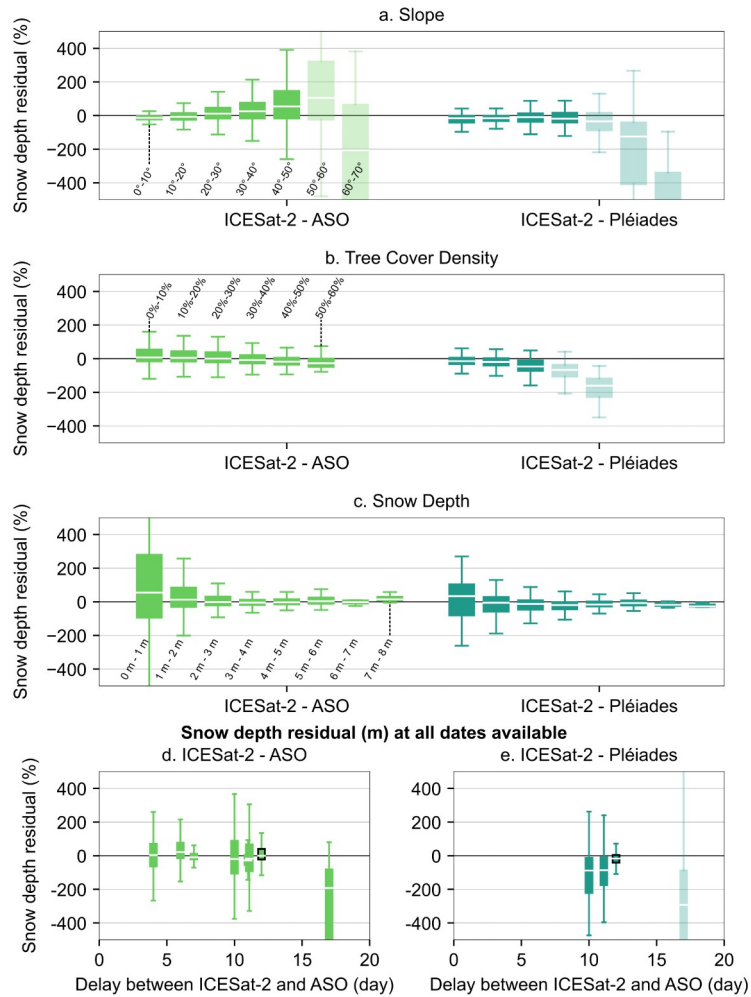 a. Slope
Snow depth residual (%)
400
200
0
−200
−400
0°-10°
10°-20°
20°-30°
30°-40°
40°-50°
50°-60°
60°-70°
ICESat-2 - ASO
ICESat-2 - Pléiades
b. Tree Cover Density
Snow depth residual (%)
400
200
0
−200
−400
0%-10%
10%-20%
20%-30%
30%-40%
40%-50%
50%-60%
ICESat-2 - ASO
ICESat-2 - Pléiades
c. Snow Depth
Snow depth residual (%)
400
200
0
−200
−400
0 m - 1 m
1 m - 2 m
2 m - 3 m
3 m - 4 m
4 m - 5 m
5 m - 6 m
6 m - 7 m
7 m - 8 m
ICESat-2 - ASO
ICESat-2 - Pléiades
Snow depth residual (m) at all dates available
d. ICESat-2 - ASO
e. ICESat-2 - Pléiades
Snow depth residual (%)
400
200
0
−200
−400
0 5 10 15 20
Delay between ICESat-2 and ASO (day)
400
200
0
−200
−400
0 5 10 15 20
Delay between ICESat-2 and ASO (day)